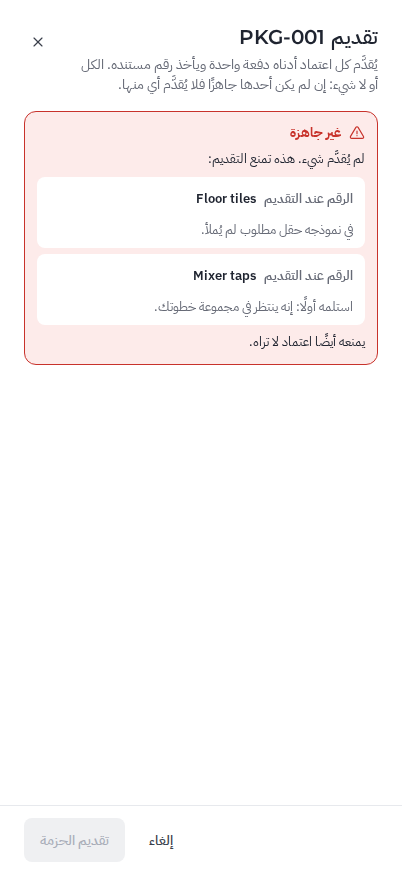 تقديم PKG-001
يُقدَّم كل اعتماد أدناه دفعة واحدة ويأخذ رقم مستنده. الكل
أو لا شيء: إن لم يكن أحدها جاهزًا فلا يُقدَّم أي منها.
غير جاهزة
لم يُقدَّم شيء. هذه تمنع التقديم:
الرقم عند التقديم Floor tiles
في نموذجه حقل مطلوب لم يُملأ.
الرقم عند التقديم Mixer taps
استلمه أولًا: إنه ينتظر في مجموعة خطوتك.
يمنعه أيضًا اعتماد لا تراه.
إلغاء
تقديم الحزمة